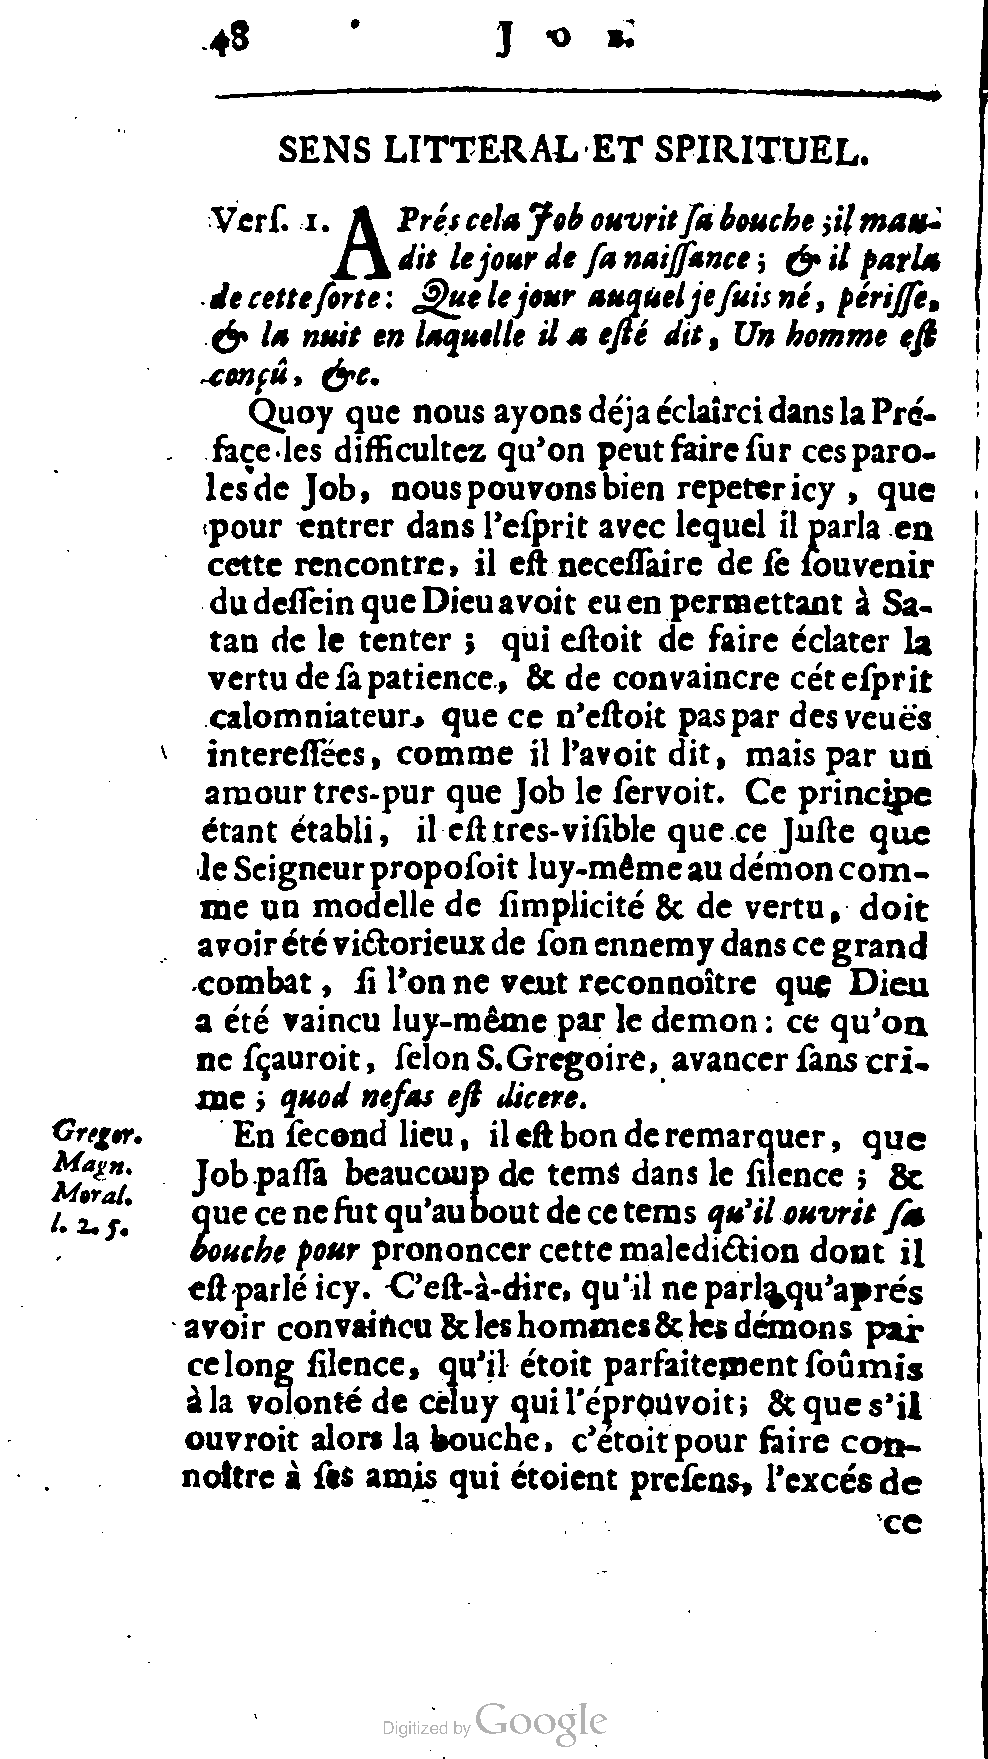 48 JOB.
SENS LITTERAL ET SPIRITUEL.
Verſ. 1. APrés cela Job ouvrit ſa bouche ; il mau-
dit le jour de ſa naiſſance ; & il parla
de cette ſorte : Que le jour auquel je ſuis né, périſſe,
& la nuit en laquelle il a eſté dit, Un homme eſt
conçû, &c.
Quoy que nous ayons déja éclaîrci dans la Pré-
façe les difficultez qu'on peut faire ſur ces paro-
les de Job, nous pouvons bien repeter icy , que
pour entrer dans l'eſprit avec lequel il parla en
cette rencontre, il eſt neceſſaire de ſe ſouvenir
du deſſein que Dieu avoit eu en permettant à Sa-
tan de le tenter ; qui eſtoit de faire éclater la
vertu de ſa patience, & de convaincre cét eſprit
calomniateur, que ce n'eſtoit pas par des veuës
intereſſées, comme il l'avoit dit, mais par un
amour tres-pur que Job le ſervoit. Ce principe
étant établi, il eſt tres-viſible que ce Juſte que
le Seigneur propoſoit luy-même au démon com-
me un modelle de ſimplicité & de vertu, doit
avoir été victorieux de ſon ennemy dans ce grand
combat , ſi l'on ne veut reconnoître que Dieu
a été vaincu luy-même par le demon : ce qu'on
ne ſçauroit, ſelon S. Gregoire, avancer ſans cri-
me ; quod nefas eſt dicere.
Gregor.
Magn.
Moral.
l. 2. 5.
En ſecond lieu, il eſt bon de remarquer, que
Job paſſa beaucoup de tems dans le ſilence ; &
que ce ne fut qu'au bout de ce tems qu'il ouvrit ſa
bouche pour prononcer cette malediction dont il
eſt parlé icy. C'eſt-à-dire, qu'il ne parla qu'aprés
avoir convaincu & les hommes & les démons par
ce long ſilence, qu'il étoit parfaitement ſoûmis
à la volonté de celuy qui l'éprouvoit ; & que s'il
ouvroit alors la bouche, c'étoit pour faire con-
noître à ſes amis qui étoient preſens, l'excés de
ce
Digitized by Google